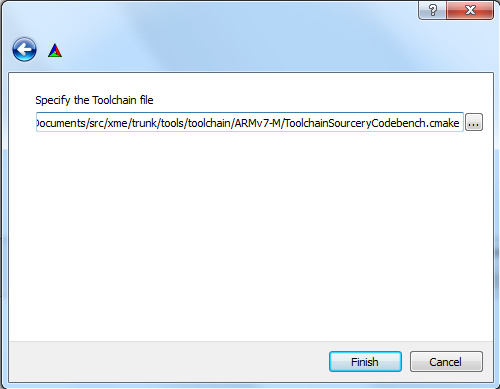 Specify the Toolchain file
Documents/src/xme/trunk/tools/toolchain/ARMv7-M/ToolchainSourceryCodebench.cmake
...
Finish
Cancel